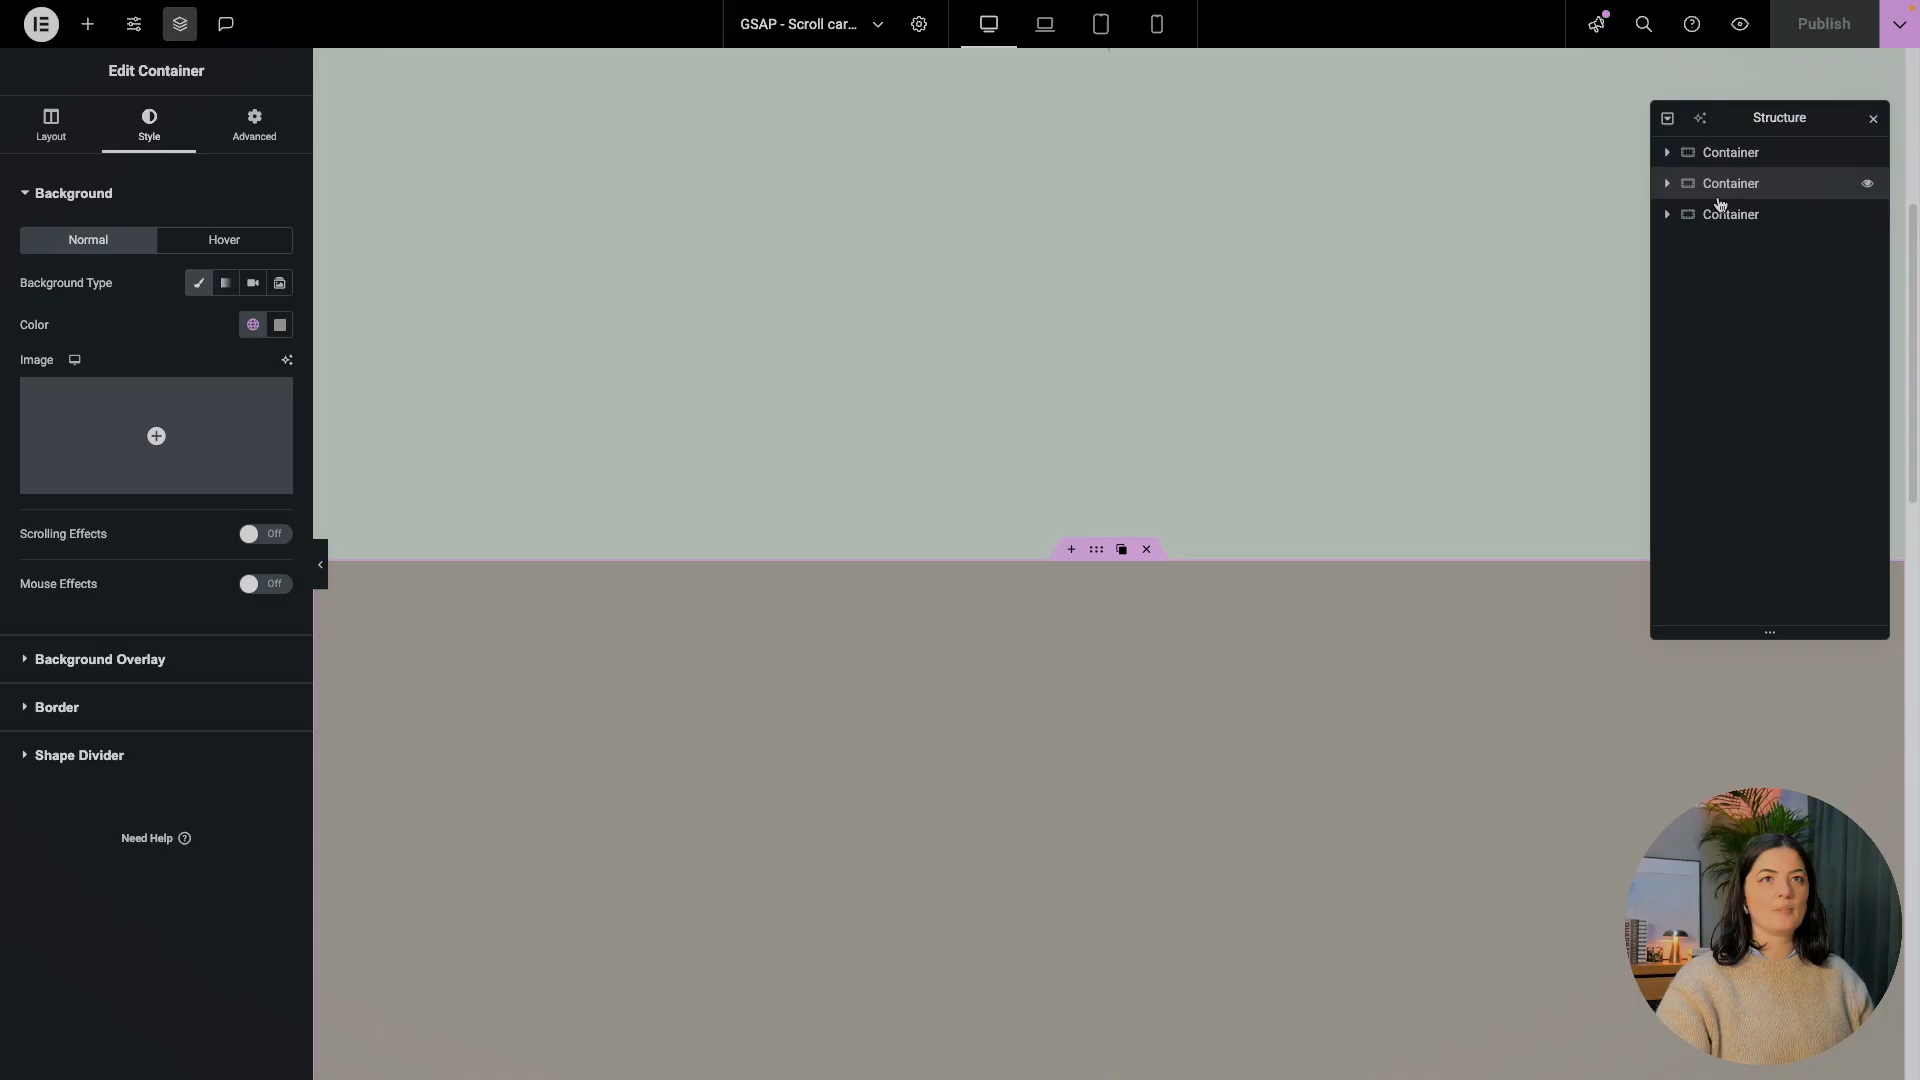 GSAP - Scroll car...
Publish
Edit Container
Layout
Style
Advanced
Structure
Container
Container
Container
Background
Normal
Hover
Background Type
Color
Image
Scrolling Effects
Off
Mouse Effects
Off
Background Overlay
Border
Shape Divider
Need Help